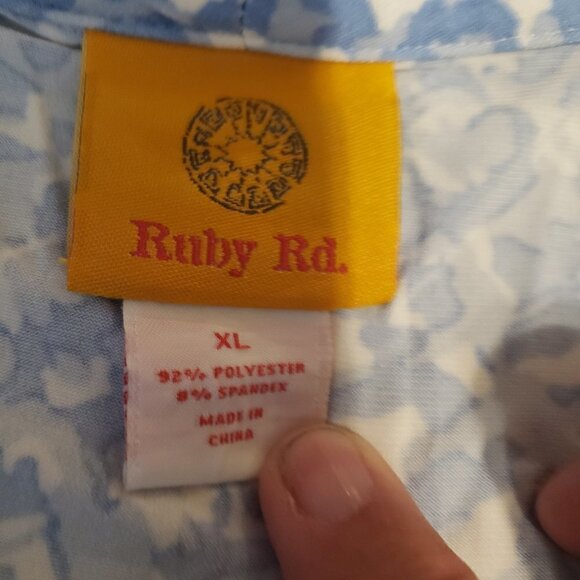 Ruby Rd.
XL
92% POLYESTER
8% SPANDEX
MADE IN
CHINA